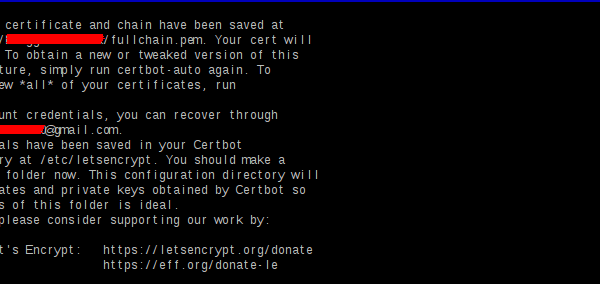 certificate and chain have been saved at
/fullchain.pem. Your cert will
To obtain a new or tweaked version of this
ture, simply run certbot-auto again. To
ew *all* of your certificates, run
unt credentials, you can recover through
@gmail.com.
als have been saved in your Certbot
ry at /etc/letsencrypt. You should make a
folder now. This configuration directory will
ates and private keys obtained by Certbot so
s of this folder is ideal.
please consider supporting our work by:
t's Encrypt: https://letsencrypt.org/donate
https://eff.org/donate-le